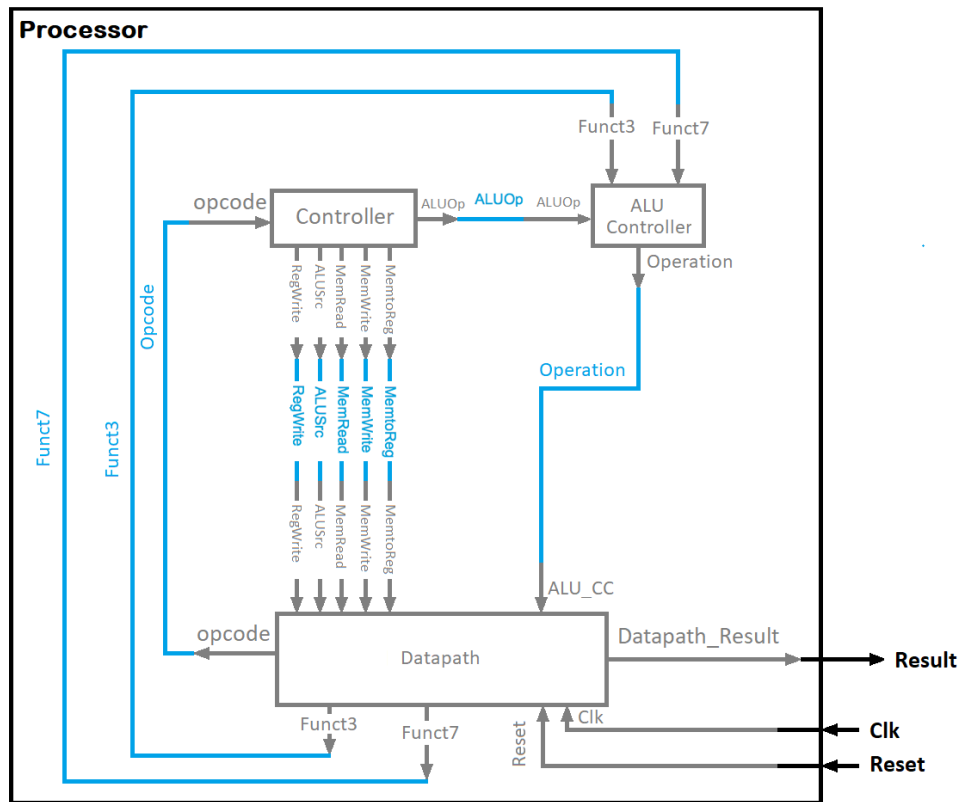 Processor
Funct3
Funct7
opcode
Controller
ALUOp
ALUOp
ALUOp
ALU
Controller
RegWrite
ALUSrc
MemRead
MemWrite
MemtoReg
Operation
Opcode
Operation
Funct7
Funct3
RegWrite
ALUSrc
MemRead
MemWrite
MemtoReg
RegWrite
ALUSrc
MemRead
MemWrite
MemtoReg
ALU_CC
opcode
Datapath
Datapath_Result
Result
Funct3
Funct7
Reset
Clk
Clk
Reset